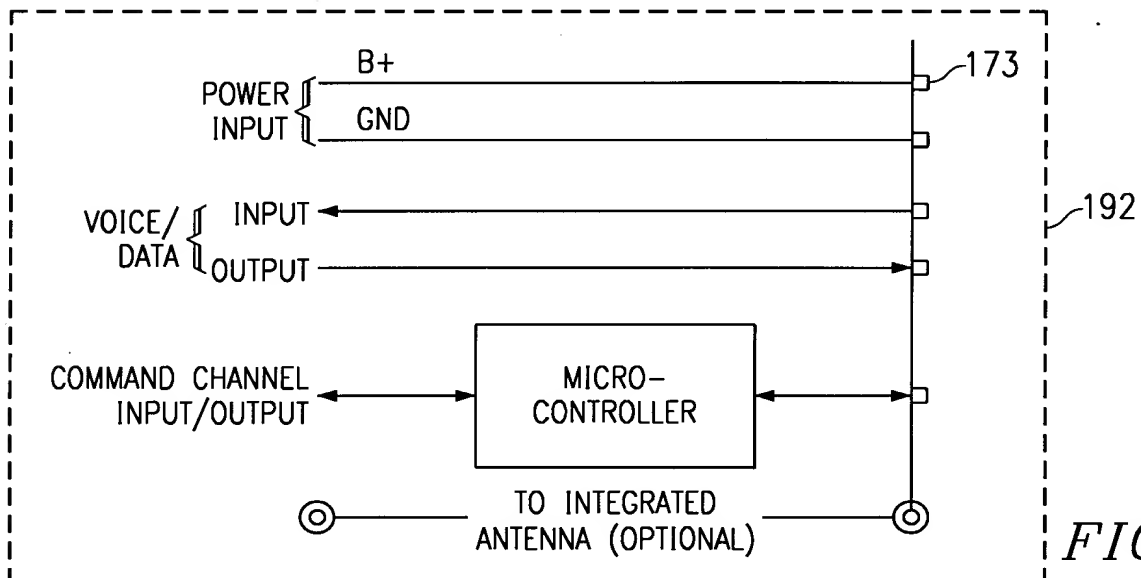 B+
173
POWER
INPUT
GND
VOICE/
DATA
INPUT
192
OUTPUT
COMMAND CHANNEL
INPUT/OUTPUT
MICRO–
CONTROLLER
TO INTEGRATED
ANTENNA (OPTIONAL)